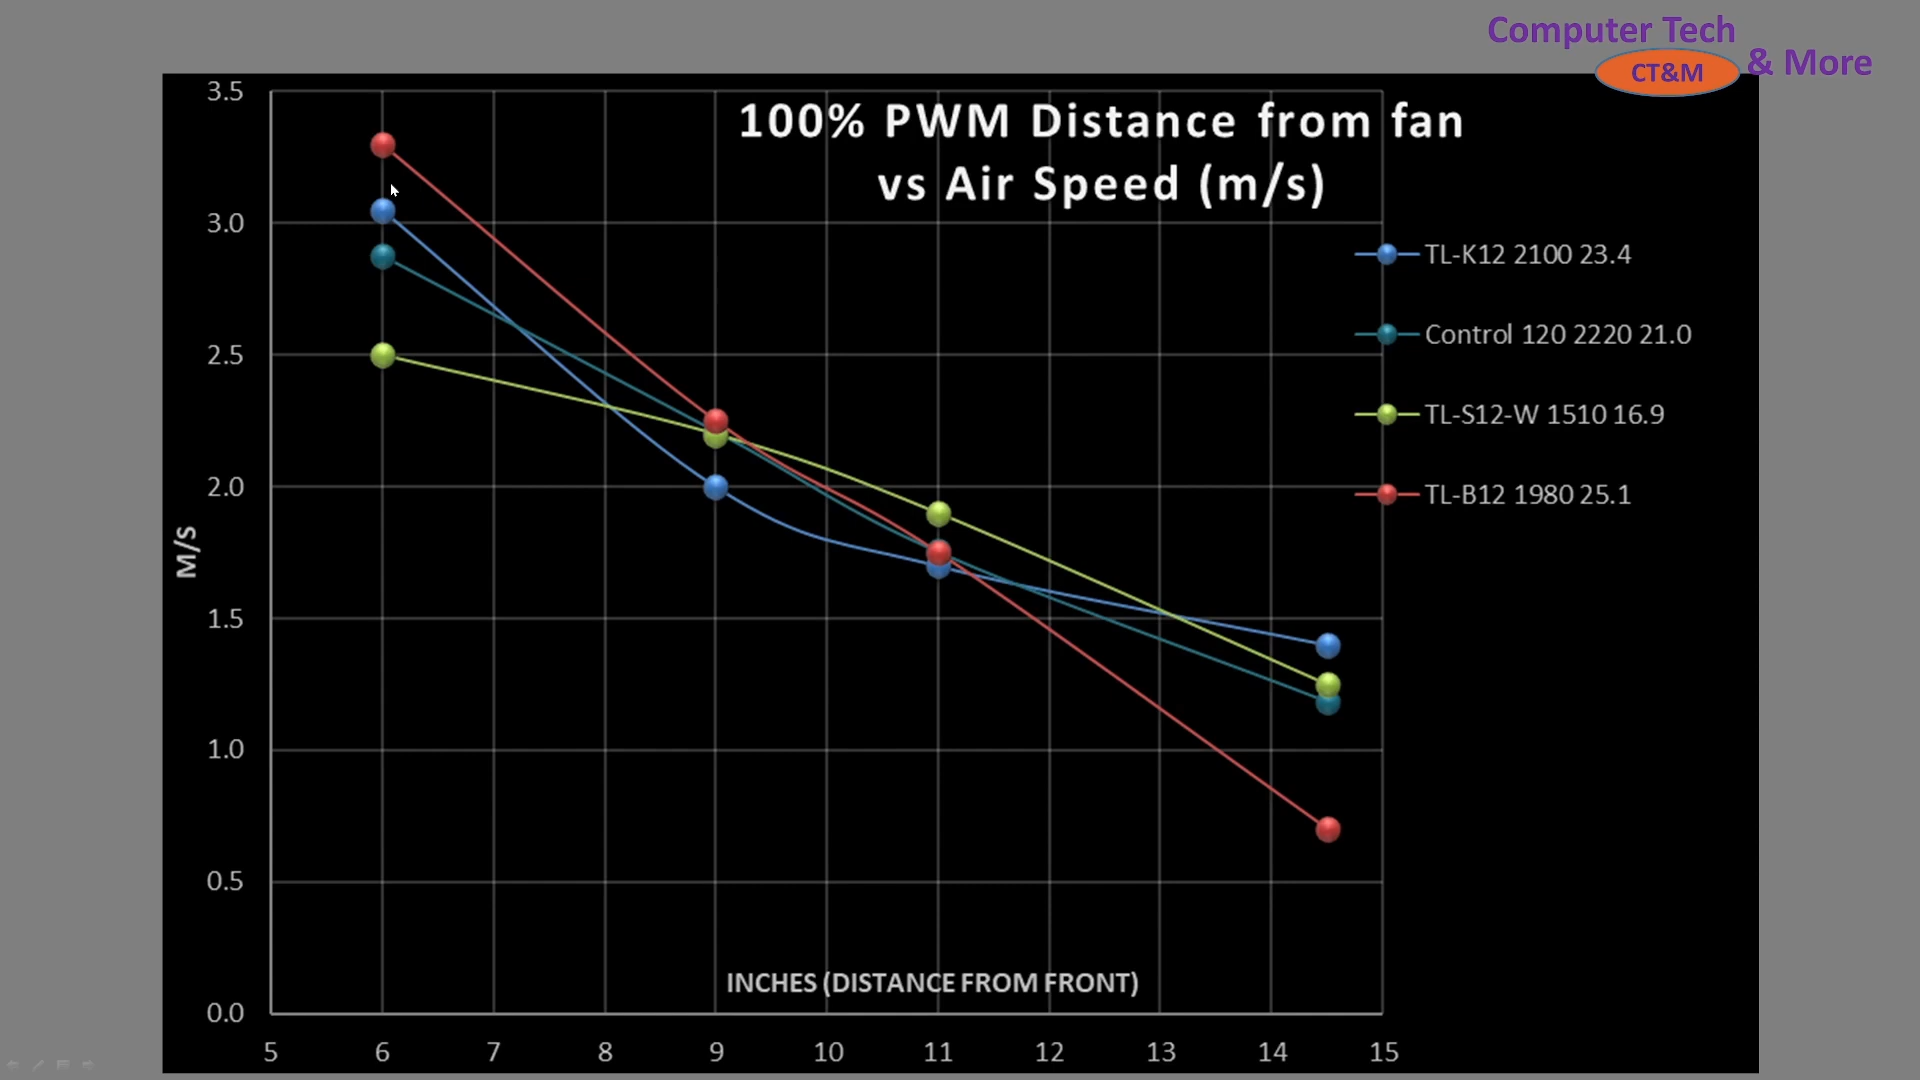 Computer Tech
CT&M & More
100% PWM Distance from fan
vs Air Speed (m/s)
3.5
3.0
2.5
2.0
1.5
1.0
0.5
0.0
M/S
TL-K12 2100 23.4
Control 120 2220 21.0
TL-S12-W 1510 16.9
TL-B12 1980 25.1
INCHES (DISTANCE FROM FRONT)
5 6 7 8 9 10 11 12 13 14 15